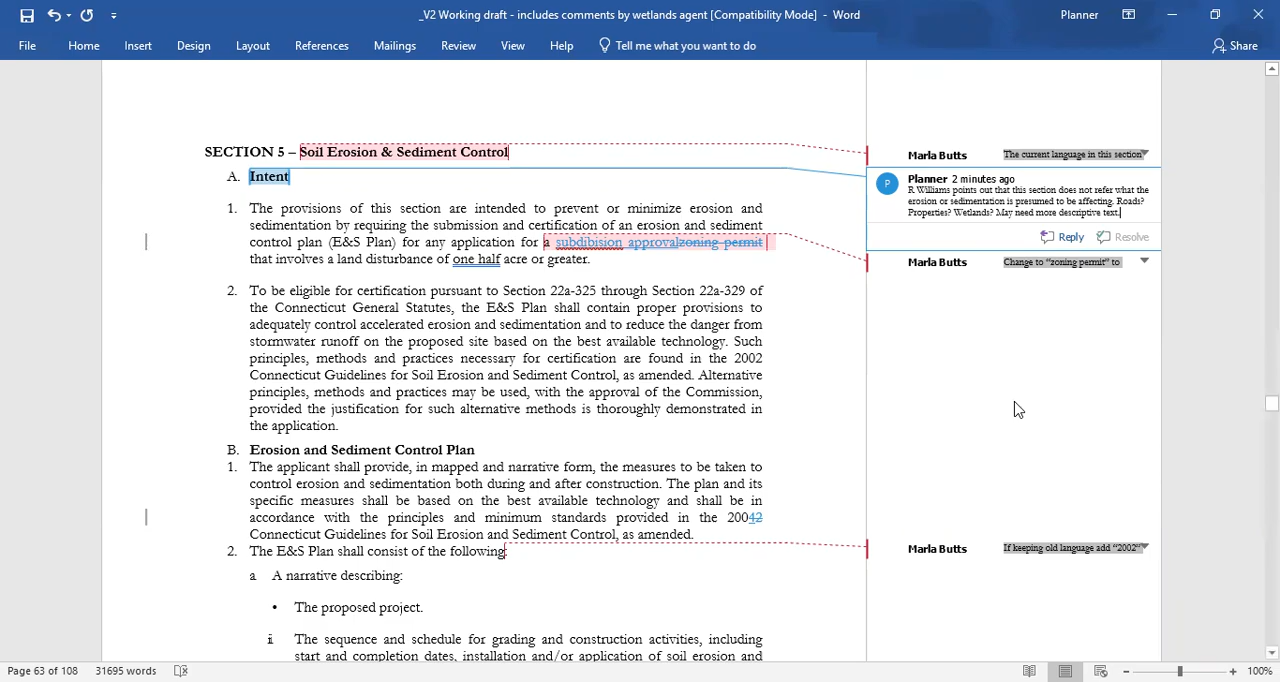 _V2 Working draft - includes comments by wetlands agent [Compatibility Mode] - Word
Planner
File Home Insert Design Layout References Mailings Review View Help Tell me what you want to do
Share
SECTION 5 – Soil Erosion & Sediment Control
Marla Butts The current language in this section
A. Intent
Planner 2 minutes ago
P
R Williams points out that this section does not refer what the
erosion or sedimentation is presumed to be affecting. Roads?
Properties? Wetlands? May need more descriptive text.
Reply Resolve
1. The provisions of this section are intended to prevent or minimize erosion and
sedimentation by requiring the submission and certification of an erosion and sediment
control plan (E&S Plan) for any application for a subdibision approvalzoning permit
that involves a land disturbance of one half acre or greater.
Marla Butts Change to “zoning permit” to
2. To be eligible for certification pursuant to Section 22a-325 through Section 22a-329 of
the Connecticut General Statutes, the E&S Plan shall contain proper provisions to
adequately control accelerated erosion and sedimentation and to reduce the danger from
stormwater runoff on the proposed site based on the best available technology. Such
principles, methods and practices necessary for certification are found in the 2002
Connecticut Guidelines for Soil Erosion and Sediment Control, as amended. Alternative
principles, methods and practices may be used, with the approval of the Commission,
provided the justification for such alternative methods is thoroughly demonstrated in
the application.
B. Erosion and Sediment Control Plan
1. The applicant shall provide, in mapped and narrative form, the measures to be taken to
control erosion and sedimentation both during and after construction. The plan and its
specific measures shall be based on the best available technology and shall be in
accordance with the principles and minimum standards provided in the 20042
Connecticut Guidelines for Soil Erosion and Sediment Control, as amended.
2. The E&S Plan shall consist of the following:
Marla Butts If keeping old language add “2002”
a. A narrative describing:
• The proposed project.
ii. The sequence and schedule for grading and construction activities, including
start and completion dates, installation and/or application of soil erosion and
Page 63 of 108 31695 words
100%